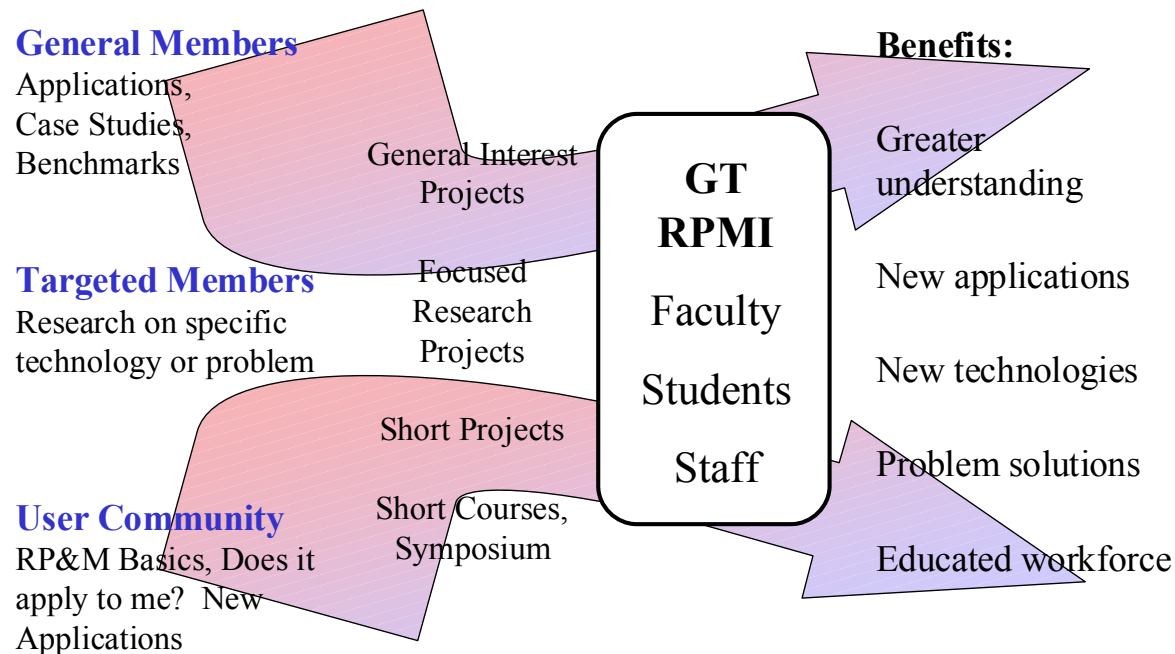 General Members
Applications,
Case Studies,
Benchmarks
Targeted Members
Research on specific
technology or problem
User Community
RP&M Basics, Does it
apply to me?  New
Applications
General Interest
Projects
Focused
Research
Projects
Short Projects
Short Courses,
Symposium
GT
RPMI
Faculty
Students
Staff
Benefits:
Greater
understanding
New applications
New technologies
Problem solutions
Educated workforce